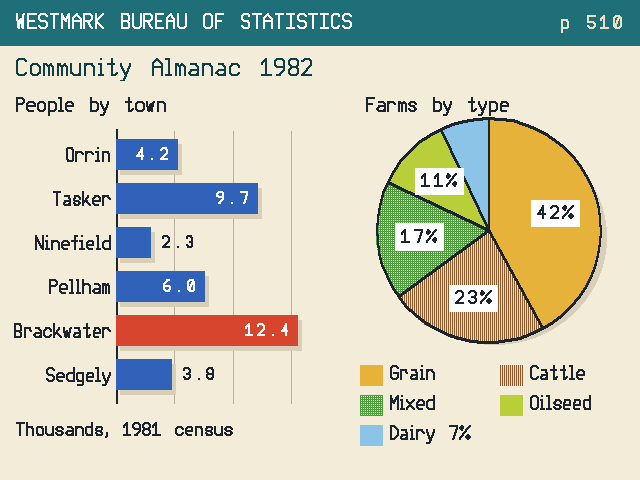 WESTMARK BUREAU OF STATISTICS p 510
Community Almanac 1982
People by town
Orrin 4.2
Tasker 9.7
Ninefield 2.3
Pellham 6.0
Brackwater 12.4
Sedgely 3.8
Thousands, 1981 census
Farms by type
42%
23%
17%
11%
Grain
Cattle
Mixed
Oilseed
Dairy 7%